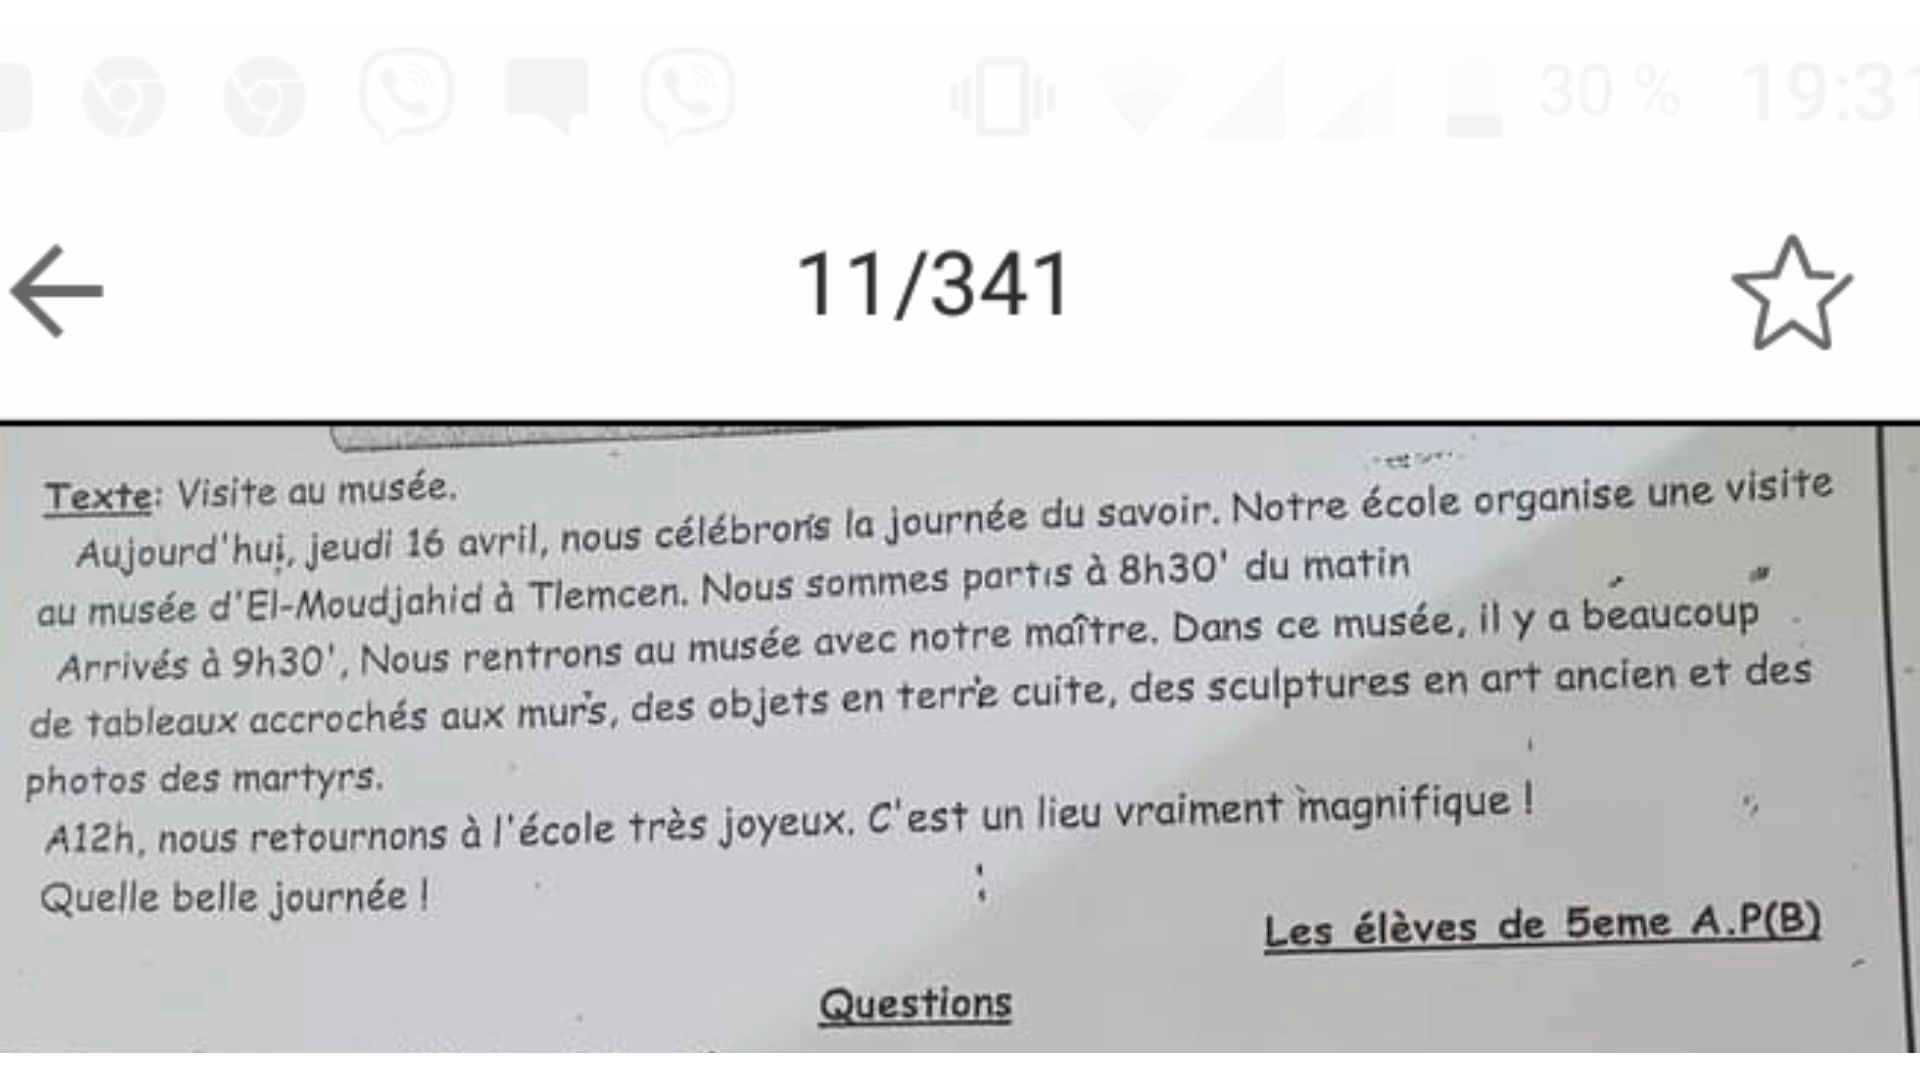 30 % 19:31
11/341
Texte: Visite au musée.
Aujourd'hui, jeudi 16 avril, nous célébrons la journée du savoir. Notre école organise une visite
au musée d'El-Moudjahid à Tlemcen. Nous sommes partis à 8h30' du matin
Arrivés à 9h30', Nous rentrons au musée avec notre maître. Dans ce musée, il y a beaucoup
de tableaux accrochés aux murs, des objets en terre cuite, des sculptures en art ancien et des
photos des martyrs.
A12h, nous retournons à l'école très joyeux. C'est un lieu vraiment magnifique !
Quelle belle journée !
Les élèves de 5eme A.P(B)
Questions